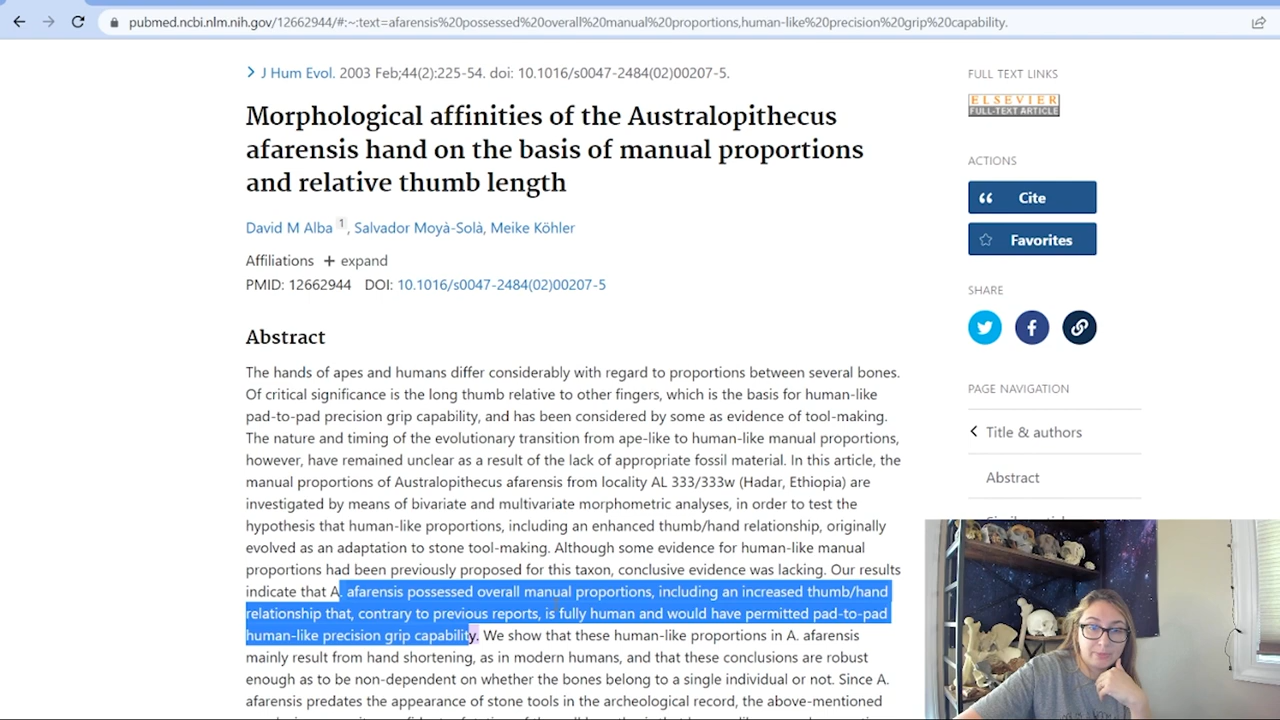 pubmed.ncbi.nlm.nih.gov/12662944/#:~:text=afarensis%20possessed%20overall%20manual%20proportions,human-like%20precision%20grip%20capability.
J Hum Evol. 2003 Feb;44(2):225-54. doi: 10.1016/s0047-2484(02)00207-5.
Morphological affinities of the Australopithecus
afarensis hand on the basis of manual proportions
and relative thumb length
David M Alba 1, Salvador Moyà-Solà, Meike Köhler
Affiliations + expand
PMID: 12662944 DOI: 10.1016/s0047-2484(02)00207-5
Abstract
The hands of apes and humans differ considerably with regard to proportions between several bones.
Of critical significance is the long thumb relative to other fingers, which is the basis for human-like
pad-to-pad precision grip capability, and has been considered by some as evidence of tool-making.
The nature and timing of the evolutionary transition from ape-like to human-like manual proportions,
however, have remained unclear as a result of the lack of appropriate fossil material. In this article, the
manual proportions of Australopithecus afarensis from locality AL 333/333w (Hadar, Ethiopia) are
investigated by means of bivariate and multivariate morphometric analyses, in order to test the
hypothesis that human-like proportions, including an enhanced thumb/hand relationship, originally
evolved as an adaptation to stone tool-making. Although some evidence for human-like manual
proportions had been previously proposed for this taxon, conclusive evidence was lacking. Our results
indicate that A. afarensis possessed overall manual proportions, including an increased thumb/hand
relationship that, contrary to previous reports, is fully human and would have permitted pad-to-pad
human-like precision grip capability. We show that these human-like proportions in A. afarensis
mainly result from hand shortening, as in modern humans, and that these conclusions are robust
enough as to be non-dependent on whether the bones belong to a single individual or not. Since A.
afarensis predates the appearance of stone tools in the archeological record, the above-mentioned
FULL TEXT LINKS
ELSEVIER
FULL-TEXT ARTICLE
ACTIONS
Cite
Favorites
SHARE
PAGE NAVIGATION
Title & authors
Abstract